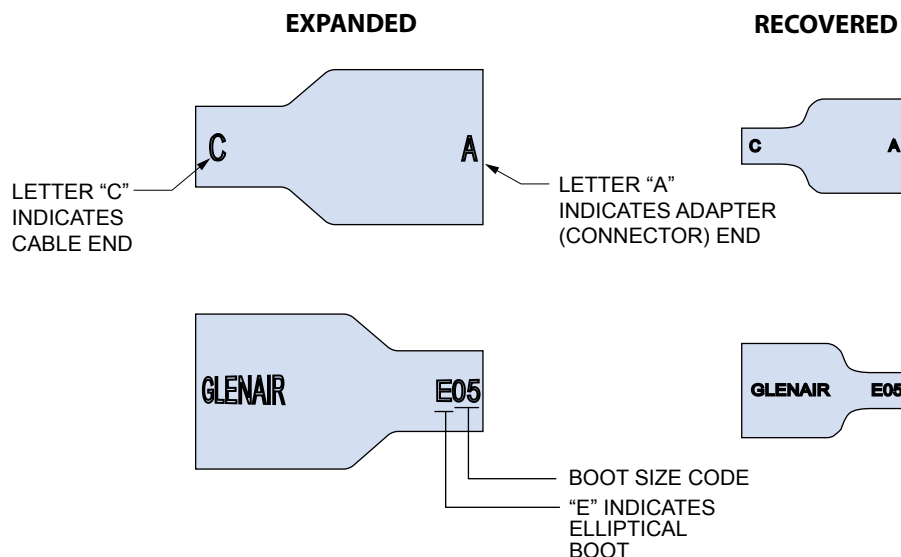 EXPANDED
RECOVERED
C
A
C
A
LETTER “C”
INDICATES
CABLE END
LETTER “A”
INDICATES ADAPTER
(CONNECTOR) END
GLENAIR
E05
GLENAIR
E05
BOOT SIZE CODE
“E” INDICATES
ELLIPTICAL
BOOT